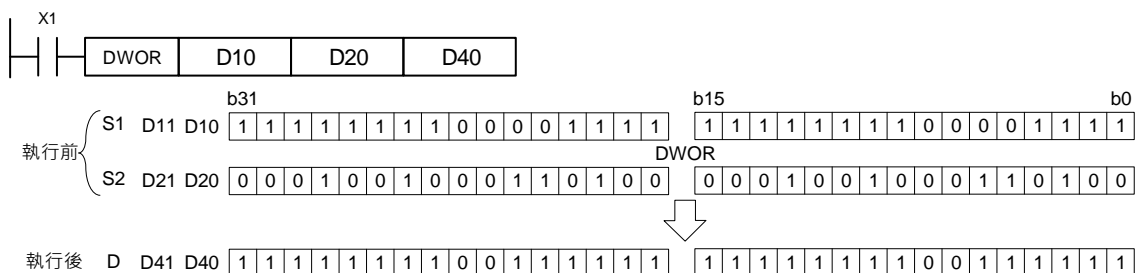 X1
DWOR D10 D20 D40
b31 b15 b0
執行前
S1 D11 D10 1 1 1 1 1 1 1 1 0 0 0 0 1 1 1 1 1 1 1 1 1 1 1 1 0 0 0 0 1 1 1 1
DWOR
S2 D21 D20 0 0 0 1 0 0 1 0 0 0 1 1 0 1 0 0 0 0 0 1 0 0 1 0 0 0 1 1 0 1 0 0
執行後 D D41 D40 1 1 1 1 1 1 1 1 0 0 1 1 1 1 1 1 1 1 1 1 1 1 1 1 0 0 1 1 1 1 1 1